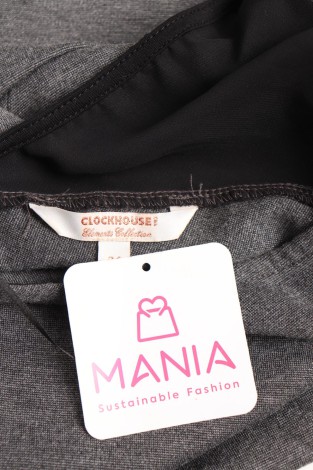 CLOCKHOUSE
Elements Collection
MANIA
Sustainable Fashion